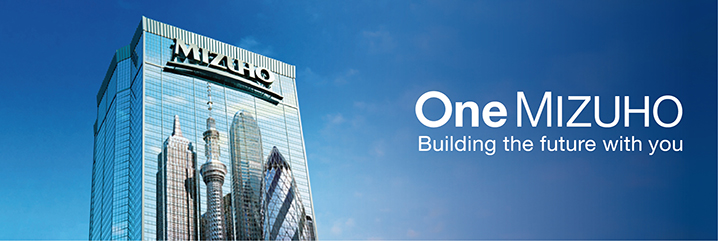 MIZUHO
One MIZUHO
Building the future with you